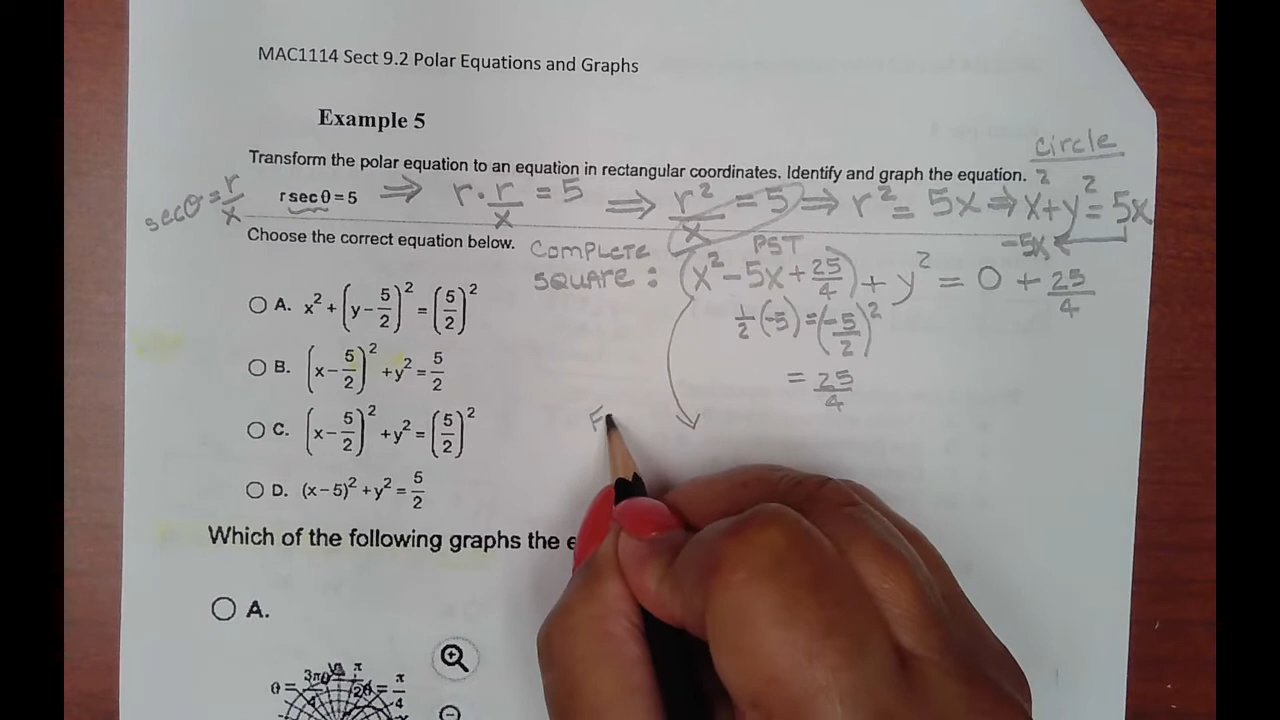 MAC1114 Sect 9.2 Polar Equations and Graphs
Example 5
circle
Transform the polar equation to an equation in rectangular coordinates. Identify and graph the equation.
secθ = r/x
r sec θ = 5 ⇒ r · r/x = 5 ⇒ r²/x = 5 ⇒ r² = 5x ⇒ x² + y² = 5x
-5x
Choose the correct equation below.
COMPLETE SQUARE:
PST
(x² - 5x + 25/4) + y² = 0 + 25/4
1/2 (-5) = (-5/2)²
= 25/4
A. x² + (y - 5/2)² = (5/2)²
B. (x - 5/2)² + y² = 5/2
C. (x - 5/2)² + y² = (5/2)²
F
D. (x - 5)² + y² = 5/2
Which of the following graphs the
A.
θ = π/4